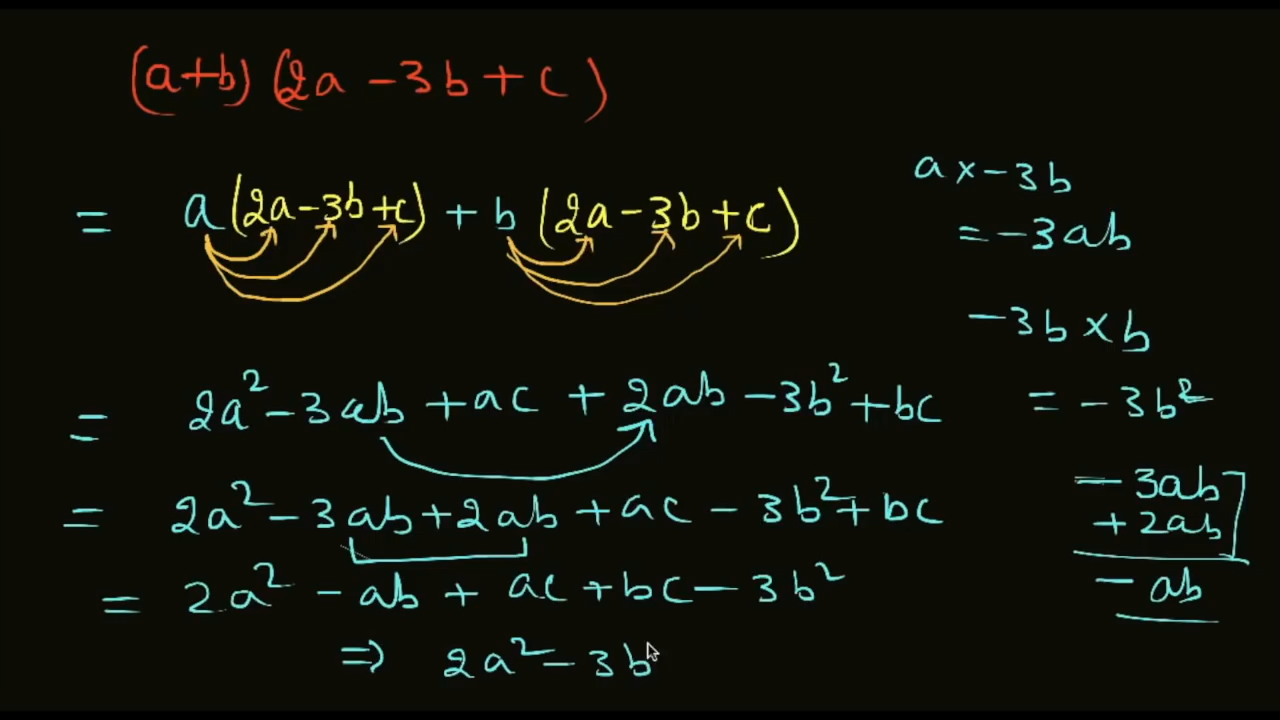 (a+b) (2a - 3b + c)
= a(2a - 3b + c) + b (2a - 3b + c)
= 2a² - 3ab + ac + 2ab - 3b² + bc
= 2a² - 3ab + 2ab + ac - 3b² + bc
= 2a² - ab + ac + bc - 3b²
⇒ 2a² - 3b
a × - 3b
= - 3ab
- 3b × b
= - 3b²
- 3ab
+ 2ab
- ab